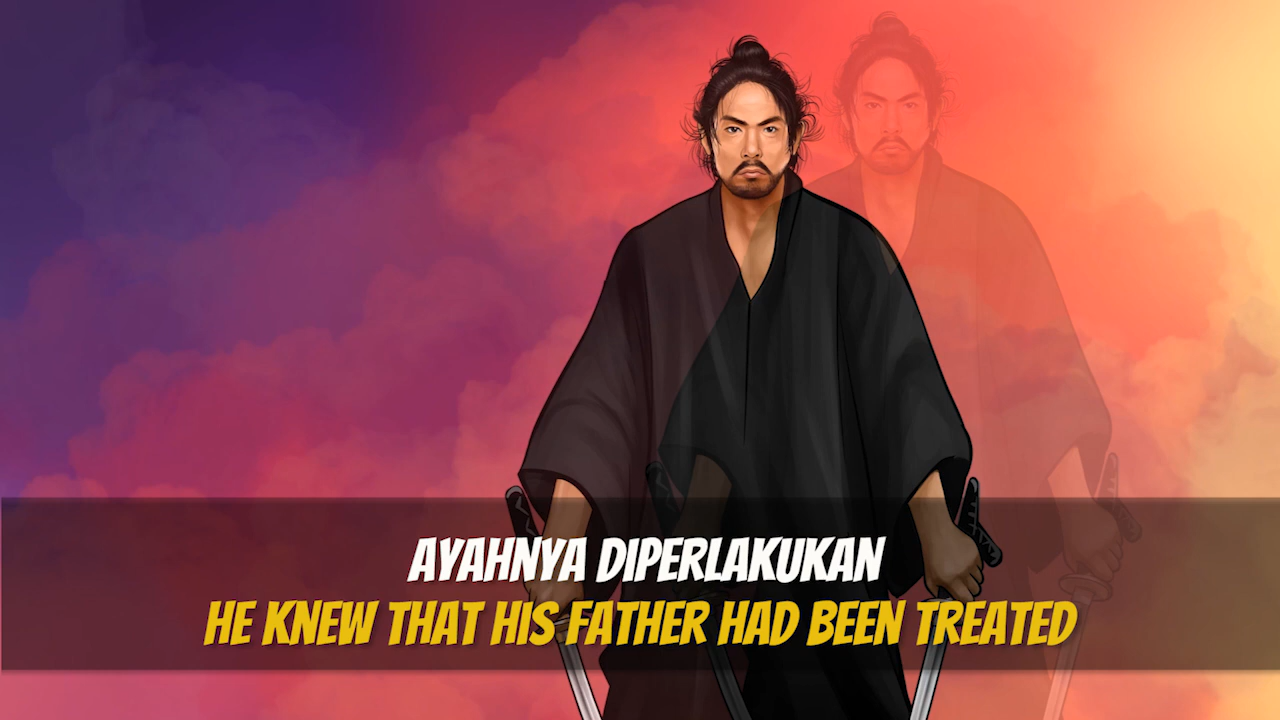 AYAHNYA DIPERLAKUKAN
HE KNEW THAT HIS FATHER HAD BEEN TREATED